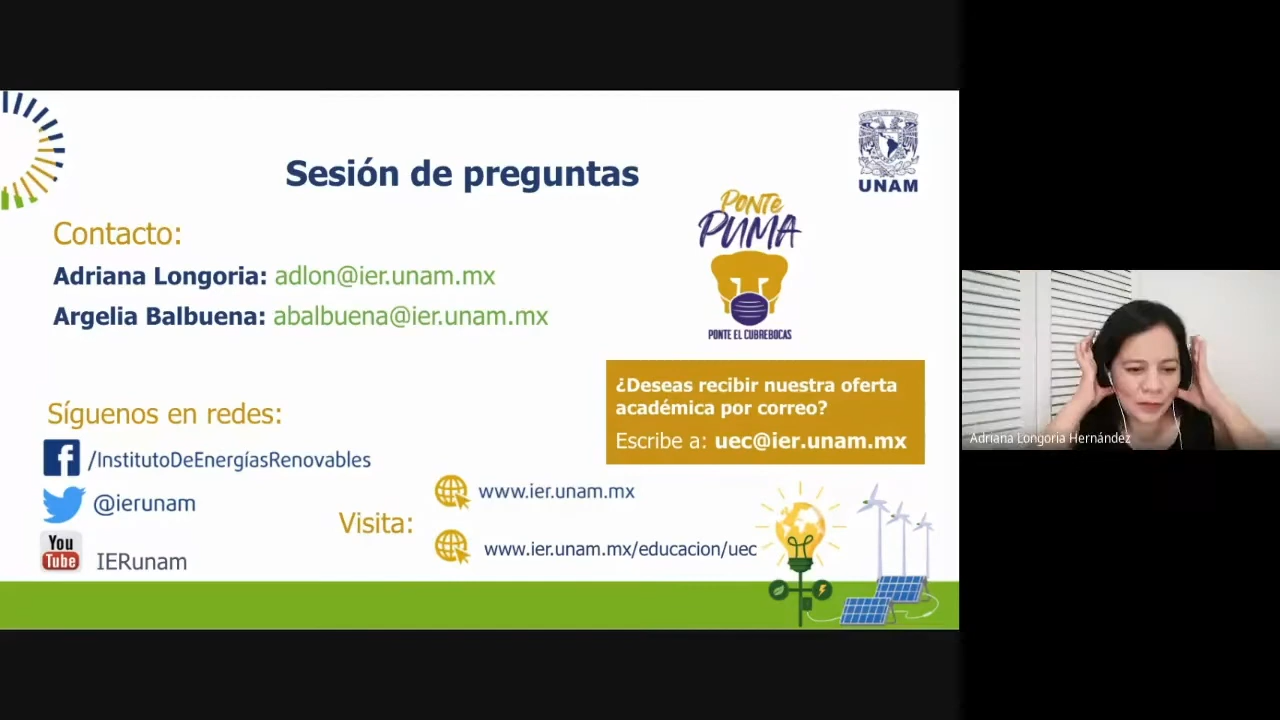 Sesión de preguntas
UNAM
PONTE
PUMA
PONTE EL CUBREBOCAS
Contacto:
Adriana Longoria: adlon@ier.unam.mx
Argelia Balbuena: abalbuena@ier.unam.mx
¿Deseas recibir nuestra oferta
académica por correo?
Escribe a: uec@ier.unam.mx
Síguenos en redes:
f /InstitutoDeEnergíasRenovables
@ierunam
You
Tube
IERunam
Visita:
www.ier.unam.mx
www.ier.unam.mx/educacion/uec
Adriana Longoria Hernández